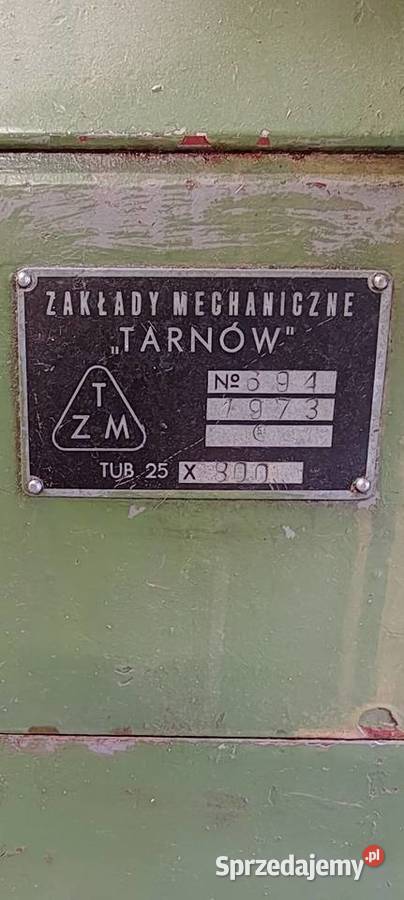 ZAKŁADY MECHANICZNE
„TARNÓW"
T
Z M
№ 694
1973
TUB 25 X 800
Sprzedajemy.pl